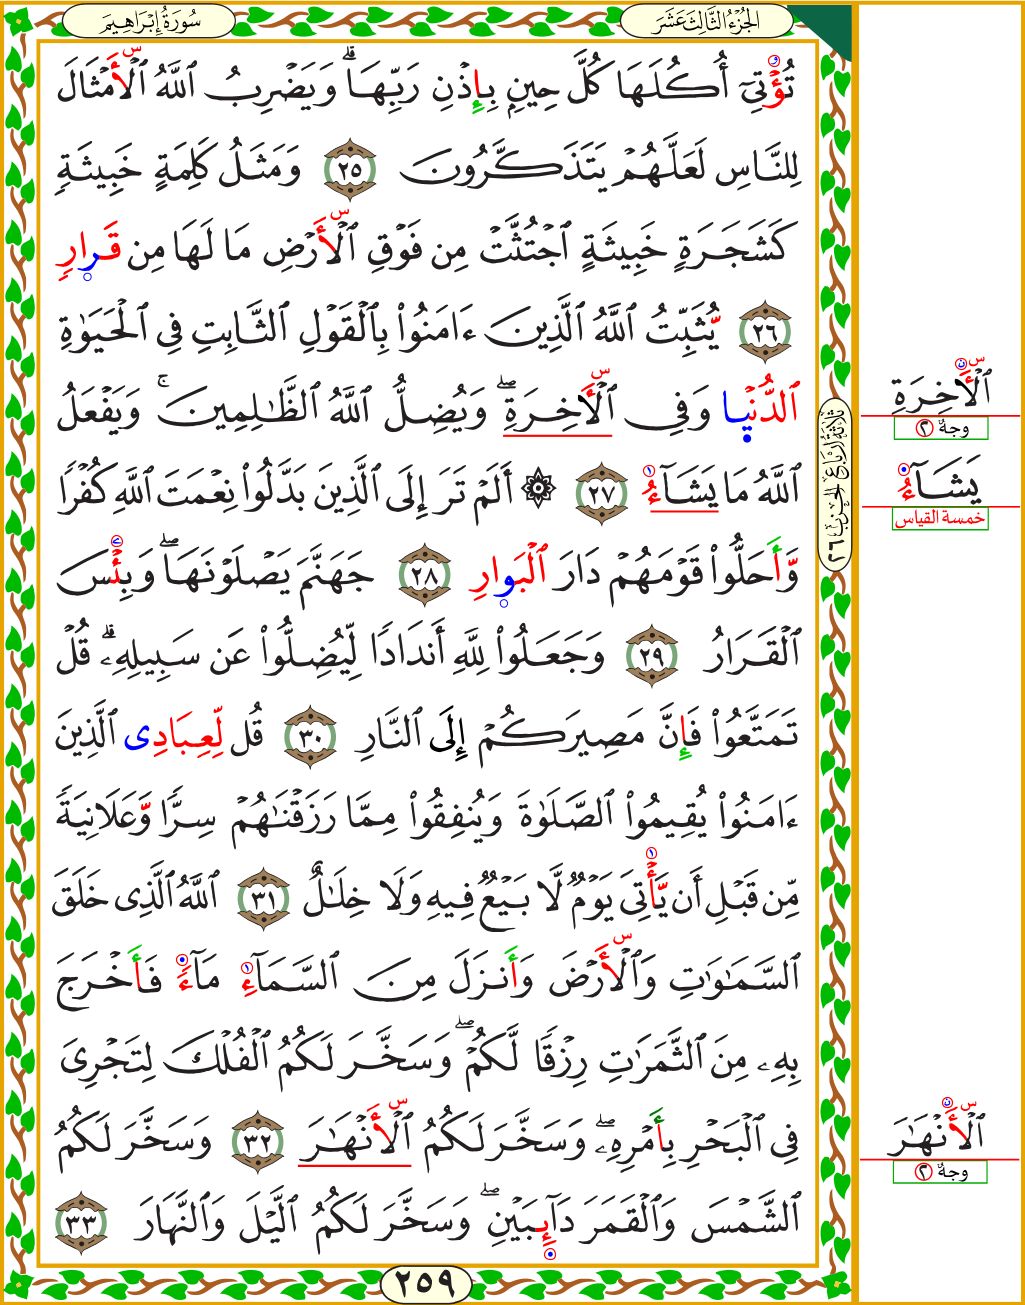 الجُزْءُ الثَّالِثَ عَشَرَ
سُورَةُ إِبْرَاهِيمَ
تُؤْتِىٓ أُكُلَهَا كُلَّ حِينٍۭ بِإِذْنِ رَبِّهَاۗ وَيَضْرِبُ ٱللَّهُ ٱلْأَمْثَالَ
لِلنَّاسِ لَعَلَّهُمْ يَتَذَكَّرُونَ ٢٥ وَمَثَلُ كَلِمَةٍ خَبِيثَةٍ
كَشَجَرَةٍ خَبِيثَةٍ ٱجْتُثَّتْ مِن فَوْقِ ٱلْأَرْضِ مَا لَهَا مِن قَرَارٍ
٢٦ يُثَبِّتُ ٱللَّهُ ٱلَّذِينَ ءَامَنُوا۟ بِٱلْقَوْلِ ٱلثَّابِتِ فِى ٱلْحَيَوٰةِ
ٱلدُّنْيَا وَفِى ٱلْأَخِرَةِۖ وَيُضِلُّ ٱللَّهُ ٱلظَّـٰلِمِينَۚ وَيَفْعَلُ
ٱللَّهُ مَا يَشَآءُ ٢٧ ۞ أَلَمْ تَرَ إِلَى ٱلَّذِينَ بَدَّلُوا۟ نِعْمَتَ ٱللَّهِ كُفْرًا
وَّأَحَلُّوا۟ قَوْمَهُمْ دَارَ ٱلْبَوَارِ ٢٨ جَهَنَّمَ يَصْلَوْنَهَاۖ وَبِئْسَ
ٱلْقَرَارُ ٢٩ وَجَعَلُوا۟ لِلَّهِ أَندَادًا لِّيُضِلُّوا۟ عَن سَبِيلِهِۦۗ قُلْ
تَمَتَّعُوا۟ فَإِنَّ مَصِيرَكُمْ إِلَى ٱلنَّارِ ٣٠ قُل لِّعِبَادِى ٱلَّذِينَ
ءَامَنُوا۟ يُقِيمُوا۟ ٱلصَّلَوٰةَ وَيُنفِقُوا۟ مِمَّا رَزَقْنَـٰهُمْ سِرًّا وَّعَلَانِيَةً
مِّن قَبْلِ أَن يَّأْتِىَ يَوْمٌ لَّا بَيْعٌ فِيهِ وَلَا خِلَـٰلٌ ٣١ ٱللَّهُ ٱلَّذِى خَلَقَ
ٱلسَّمَـٰوَٰتِ وَٱلْأَرْضَ وَأَنزَلَ مِنَ ٱلسَّمَآءِ مَآءً فَأَخْرَجَ
بِهِۦ مِنَ ٱلثَّمَرَٰتِ رِزْقًا لَّكُمْۖ وَسَخَّرَ لَكُمُ ٱلْفُلْكَ لِتَجْرِىَ
فِى ٱلْبَحْرِ بِأَمْرِهِۦۖ وَسَخَّرَ لَكُمُ ٱلْأَنْهَـٰرَ ٣٢ وَسَخَّرَ لَكُمُ
ٱلشَّمْسَ وَٱلْقَمَرَ دَآئِبَيْنِۖ وَسَخَّرَ لَكُمُ ٱلَّيْلَ وَٱلنَّهَارَ ٣٣
٢٥٩
ثَلَاثَةُ أَرْبَاعِ الْحِزْبِ ٢٦
ٱلْأَخِرَةِ
وجهٌ ٢
يَشَآءُ
خمسة القياس
ٱلْأَنْهَـٰرَ
وجهٌ ٢